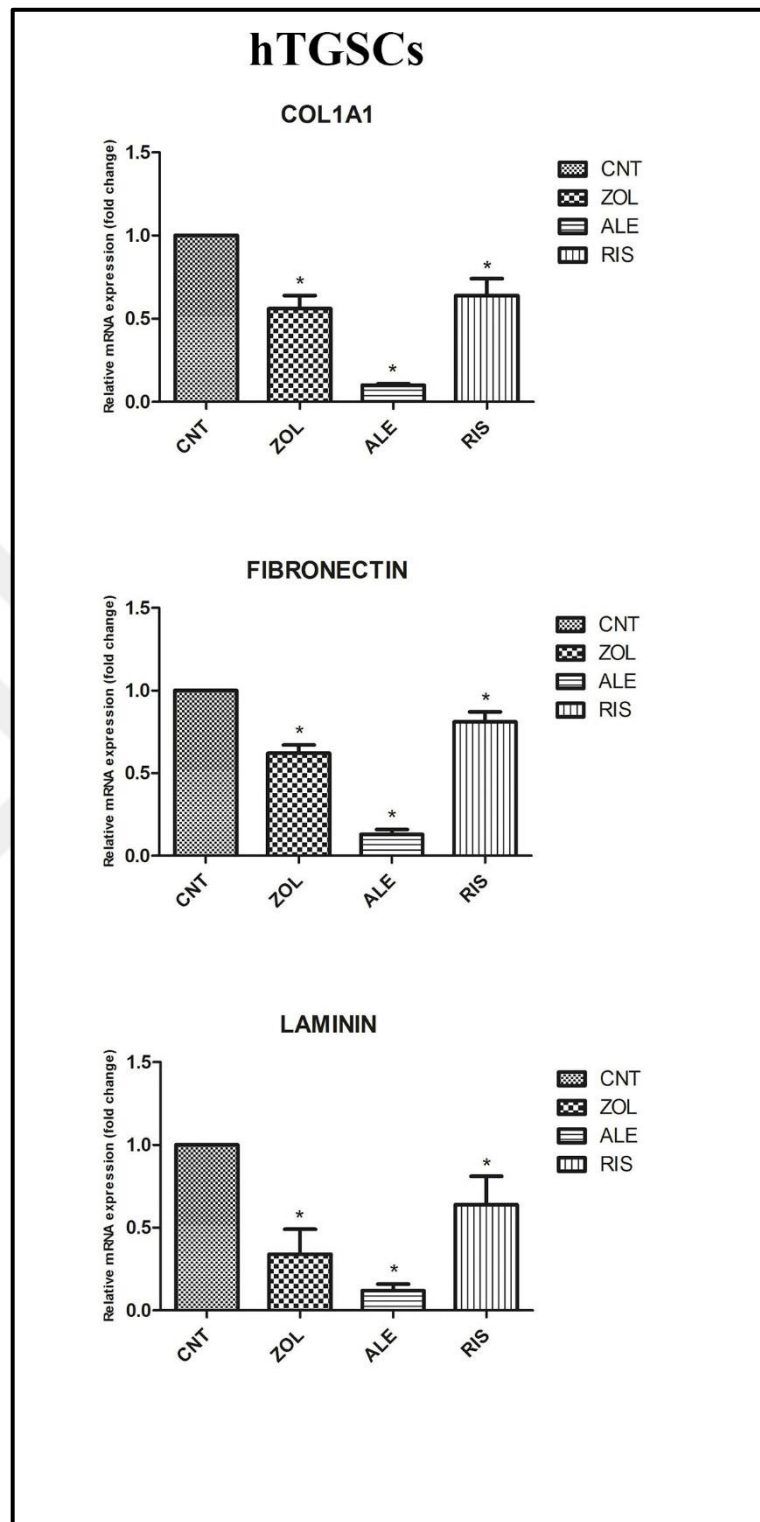 hTGSCs
COL1A1
Relative mRNA expression (fold change)
1.5
1.0
0.5
0.0
*
*
*
CNT
ZOL
ALE
RIS
CNT
ZOL
ALE
RIS
FIBRONECTIN
Relative mRNA expression (fold change)
1.5
1.0
0.5
0.0
*
*
*
CNT
ZOL
ALE
RIS
CNT
ZOL
ALE
RIS
LAMININ
Relative mRNA expression (fold change)
1.5
1.0
0.5
0.0
*
*
*
CNT
ZOL
ALE
RIS
CNT
ZOL
ALE
RIS